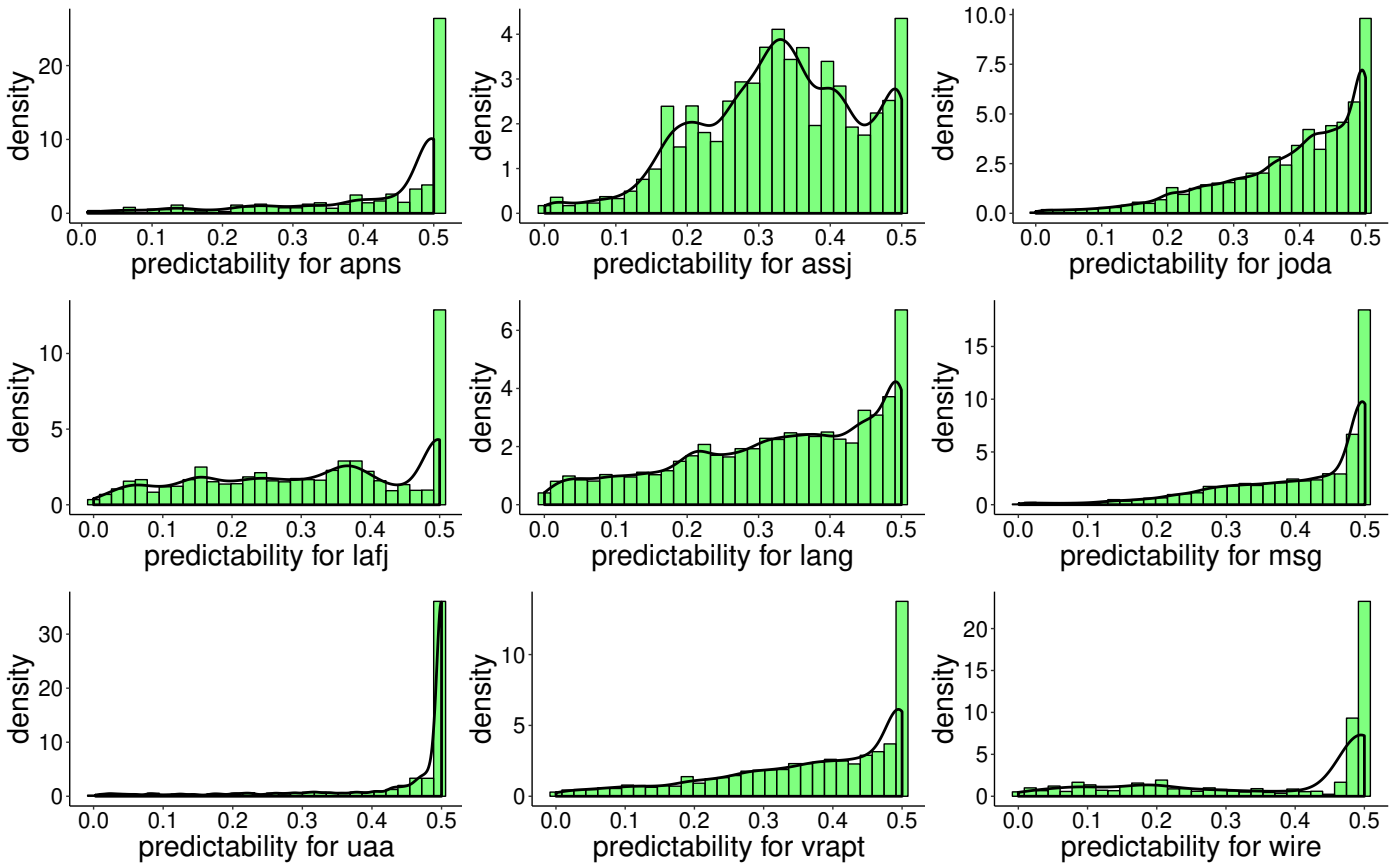 density
20
10
0
0.0 0.1 0.2 0.3 0.4 0.5
predictability for apns
density
4
3
2
1
0
0.0 0.1 0.2 0.3 0.4 0.5
predictability for assj
density
10.0
7.5
5.0
2.5
0.0
0.0 0.1 0.2 0.3 0.4 0.5
predictability for joda
density
10
5
0
0.0 0.1 0.2 0.3 0.4 0.5
predictability for lafj
density
6
4
2
0
0.0 0.1 0.2 0.3 0.4 0.5
predictability for lang
density
15
10
5
0
0.0 0.1 0.2 0.3 0.4 0.5
predictability for msg
density
30
20
10
0
0.0 0.1 0.2 0.3 0.4 0.5
predictability for uaa
density
10
5
0
0.0 0.1 0.2 0.3 0.4 0.5
predictability for vrapt
density
20
15
10
5
0
0.0 0.1 0.2 0.3 0.4 0.5
predictability for wire